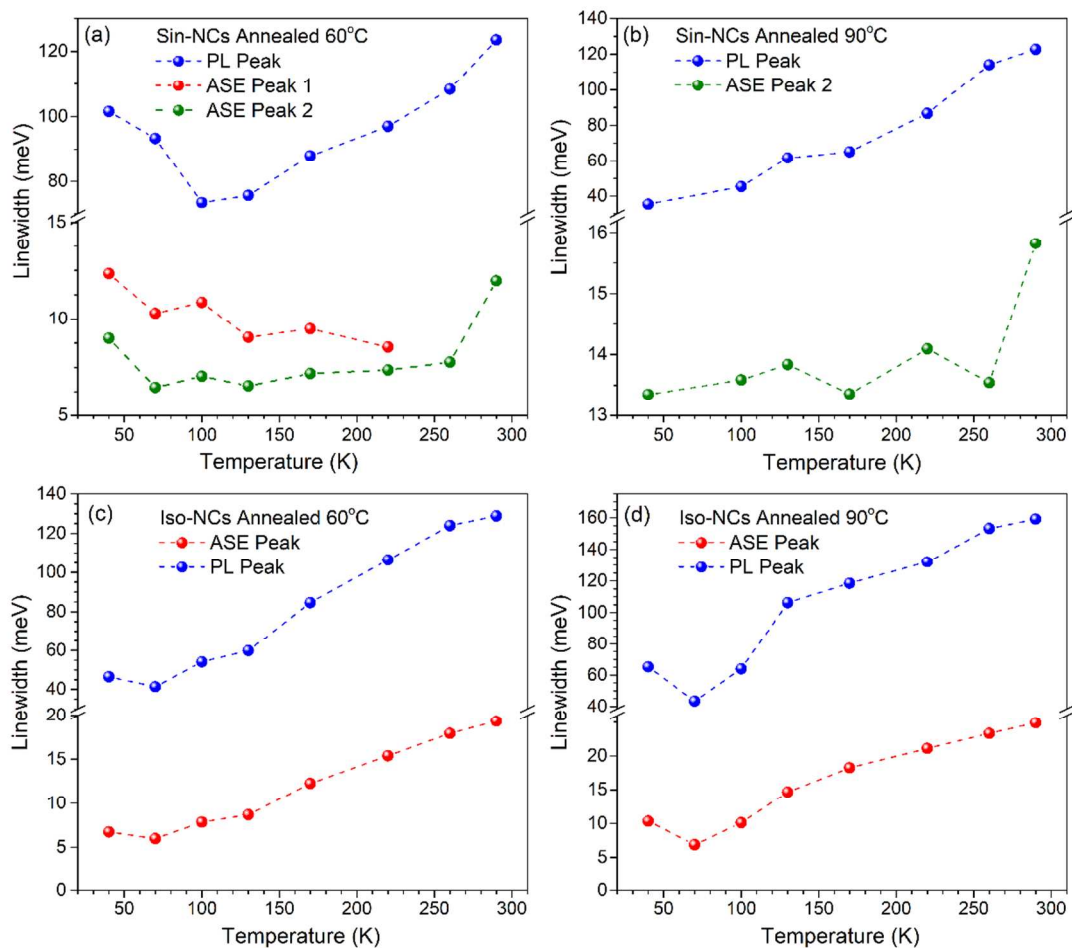 (a) Sin-NCs Annealed 60°C
PL Peak
ASE Peak 1
ASE Peak 2
120
100
80
15
10
5
Linewidth (meV)
50 100 150 200 250 300
Temperature (K)
(b) Sin-NCs Annealed 90°C
PL Peak
ASE Peak 2
140
120
100
80
60
40
16
15
14
13
Linewidth (meV)
50 100 150 200 250 300
Temperature (K)
(c) Iso-NCs Annealed 60°C
ASE Peak
PL Peak
140
120
100
80
60
40
20
15
10
5
0
Linewidth (meV)
50 100 150 200 250 300
Temperature (K)
(d) Iso-NCs Annealed 90°C
ASE Peak
PL Peak
160
140
120
100
80
60
40
20
15
10
5
0
Linewidth (meV)
50 100 150 200 250 300
Temperature (K)